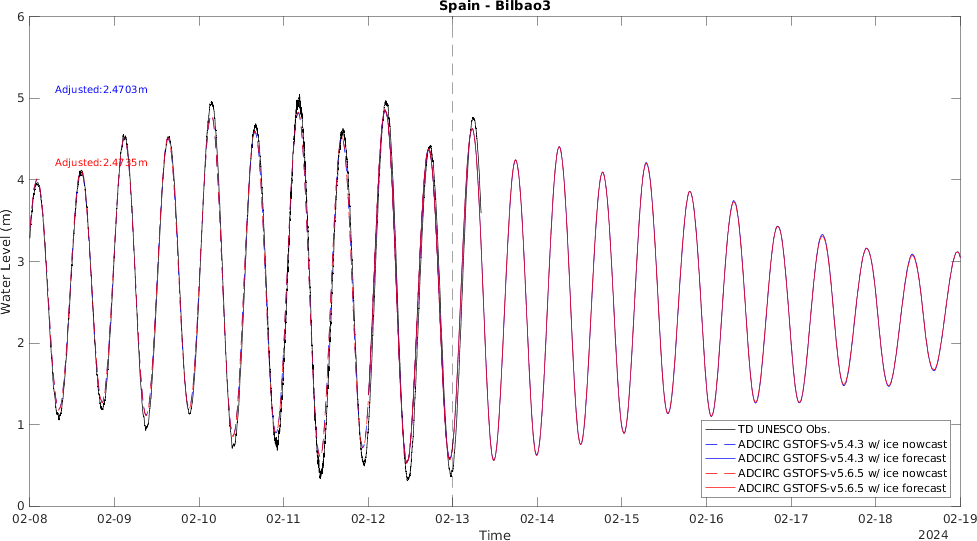 Spain - Bilbao3
6
5
4
3
2
1
0
Water Level (m)
Adjusted:2.4703m
Adjusted:2.4735m
TD UNESCO Obs.
ADCIRC GSTOFS-v5.4.3 w/ ice nowcast
ADCIRC GSTOFS-v5.4.3 w/ ice forecast
ADCIRC GSTOFS-v5.6.5 w/ ice nowcast
ADCIRC GSTOFS-v5.6.5 w/ ice forecast
02-08 02-09 02-10 02-11 02-12 02-13 02-14 02-15 02-16 02-17 02-18 02-19
Time
2024